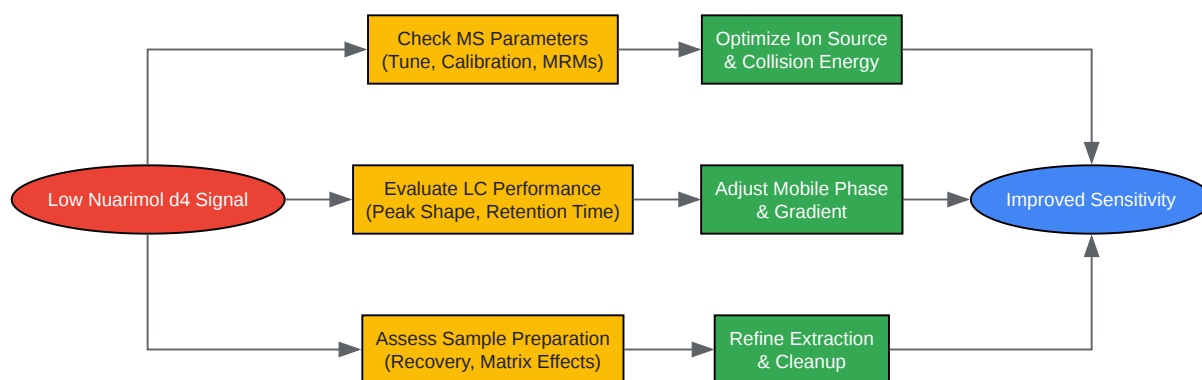 Check MS Parameters
(Tune, Calibration, MRMs)
Optimize Ion Source
& Collision Energy
Low Nuarimol d4 Signal
Evaluate LC Performance
(Peak Shape, Retention Time)
Adjust Mobile Phase
& Gradient
Improved Sensitivity
Assess Sample Preparation
(Recovery, Matrix Effects)
Refine Extraction
& Cleanup